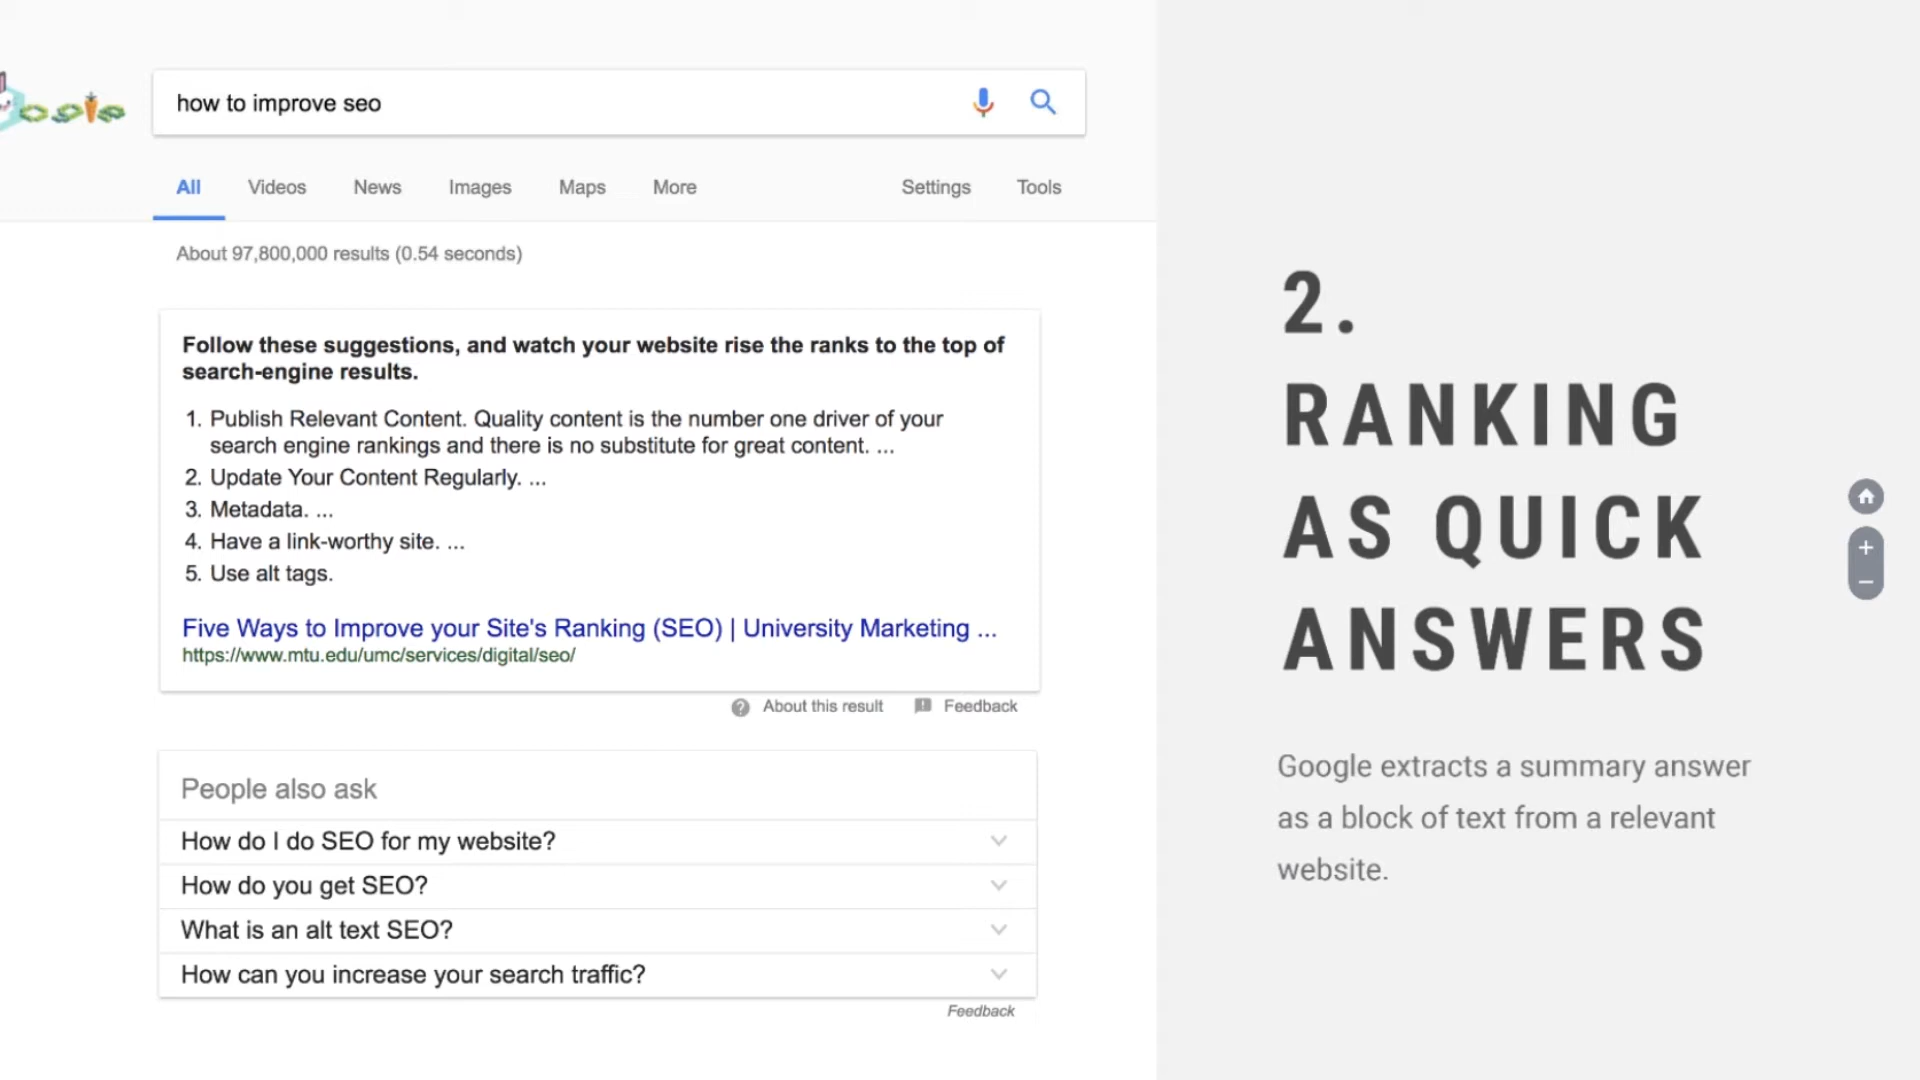 how to improve seo
All Videos News Images Maps More Settings Tools
About 97,800,000 results (0.54 seconds)
Follow these suggestions, and watch your website rise the ranks to the top of
search-engine results.
1. Publish Relevant Content. Quality content is the number one driver of your
search engine rankings and there is no substitute for great content. ...
2. Update Your Content Regularly. ...
3. Metadata. ...
4. Have a link-worthy site. ...
5. Use alt tags.
Five Ways to Improve your Site's Ranking (SEO) | University Marketing ...
https://www.mtu.edu/umc/services/digital/seo/
About this result Feedback
People also ask
How do I do SEO for my website?
How do you get SEO?
What is an alt text SEO?
How can you increase your search traffic?
Feedback
2.
RANKING
AS QUICK
ANSWERS
Google extracts a summary answer
as a block of text from a relevant
website.